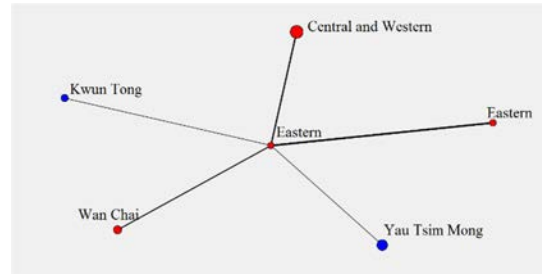 Central and Western
Kwun Tong
Eastern
Eastern
Wan Chai
Yau Tsim Mong